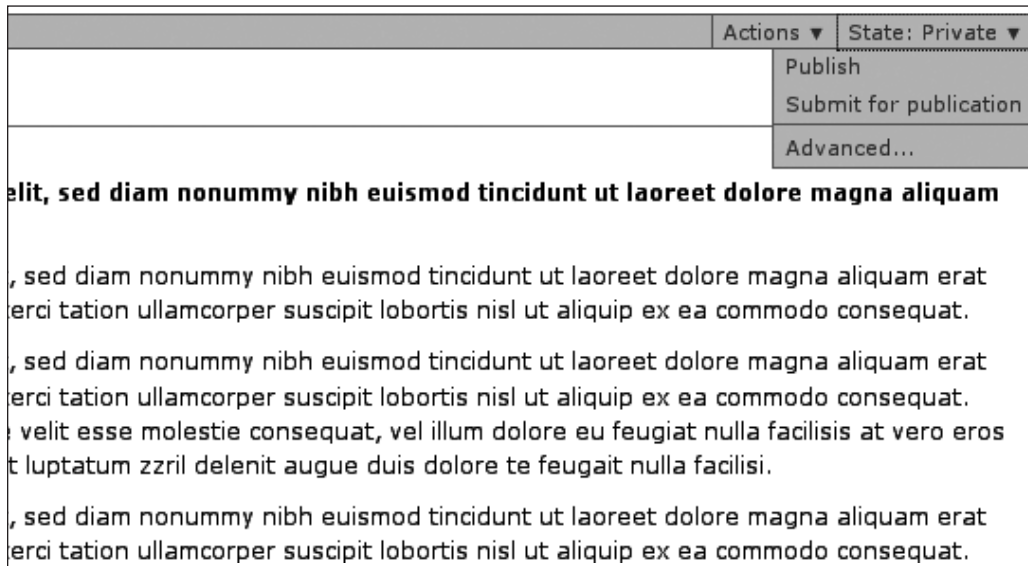 Actions ▼ State: Private ▼
Publish
Submit for publication
Advanced...
elit, sed diam nonummy nibh euismod tincidunt ut laoreet dolore magna aliquam
, sed diam nonummy nibh euismod tincidunt ut laoreet dolore magna aliquam erat
erci tation ullamcorper suscipit lobortis nisl ut aliquip ex ea commodo consequat.
, sed diam nonummy nibh euismod tincidunt ut laoreet dolore magna aliquam erat
erci tation ullamcorper suscipit lobortis nisl ut aliquip ex ea commodo consequat.
velit esse molestie consequat, vel illum dolore eu feugiat nulla facilisis at vero eros
t luptatum zzril delenit augue duis dolore te feugait nulla facilisi.
, sed diam nonummy nibh euismod tincidunt ut laoreet dolore magna aliquam erat
erci tation ullamcorper suscipit lobortis nisl ut aliquip ex ea commodo consequat.